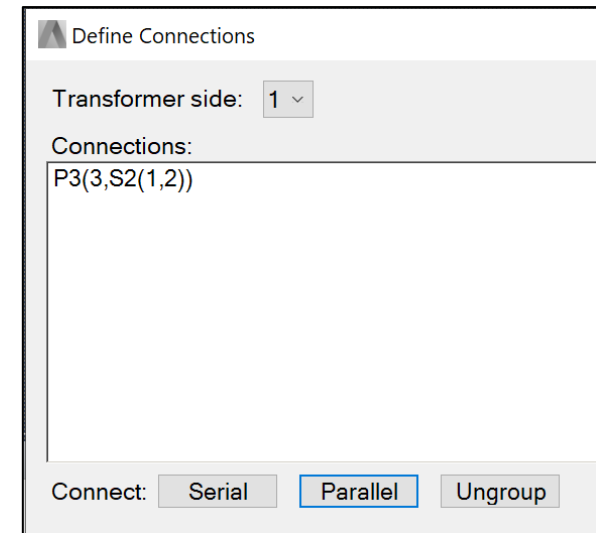 Define Connections
Transformer side: 1
Connections:
P3(3,S2(1,2))
Connect: Serial Parallel Ungroup